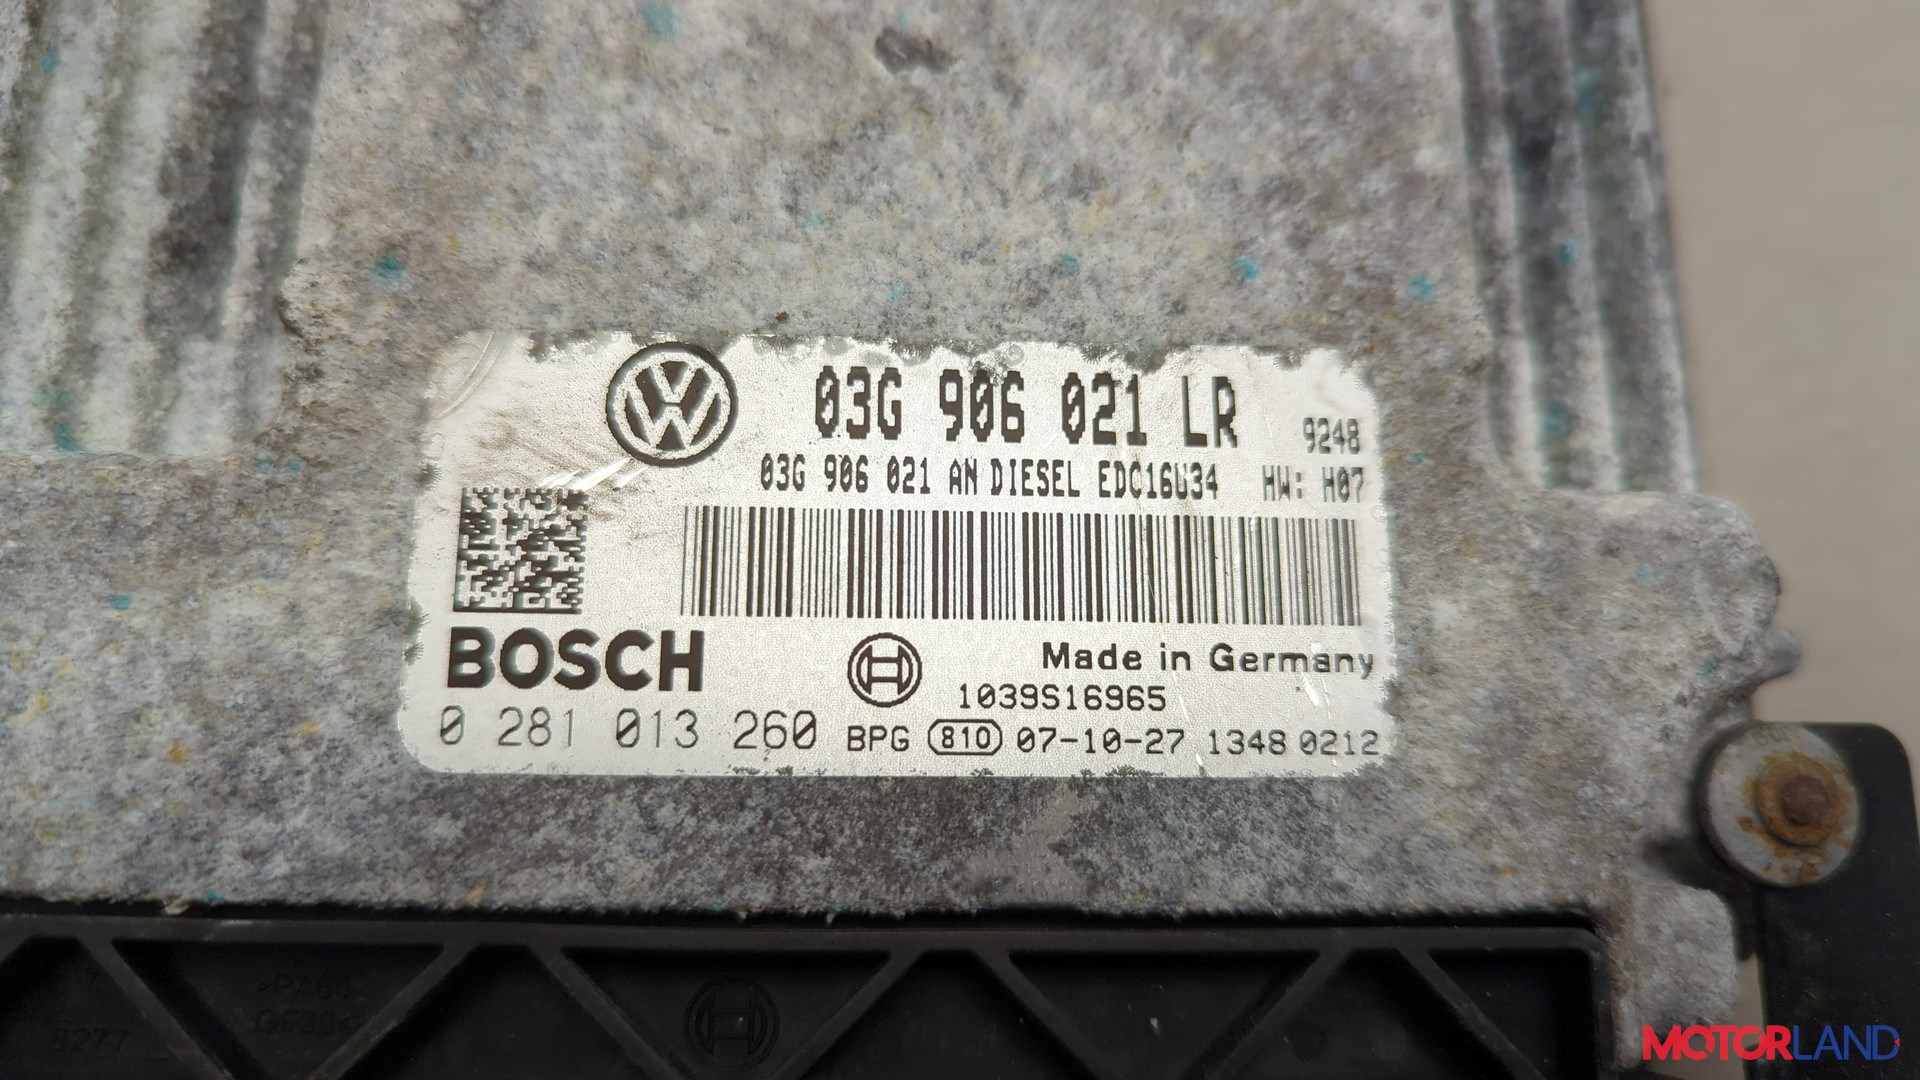 03G 906 021 LR 9248
03G 906 021 AN DIESEL EDC16U34 HW: H07
BOSCH
Made in Germany
1039S16965
0 281 013 260 BPG 810 07-10-27 1348 0212
8277
MOTORLAND